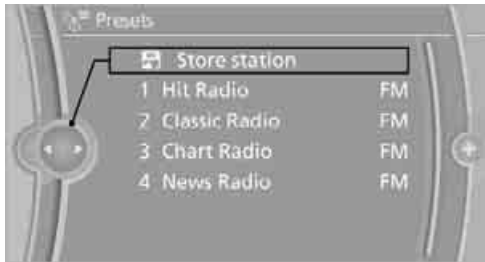 Presets
Store station
1 Hit Radio FM
2 Classic Radio FM
3 Chart Radio FM
4 News Radio FM